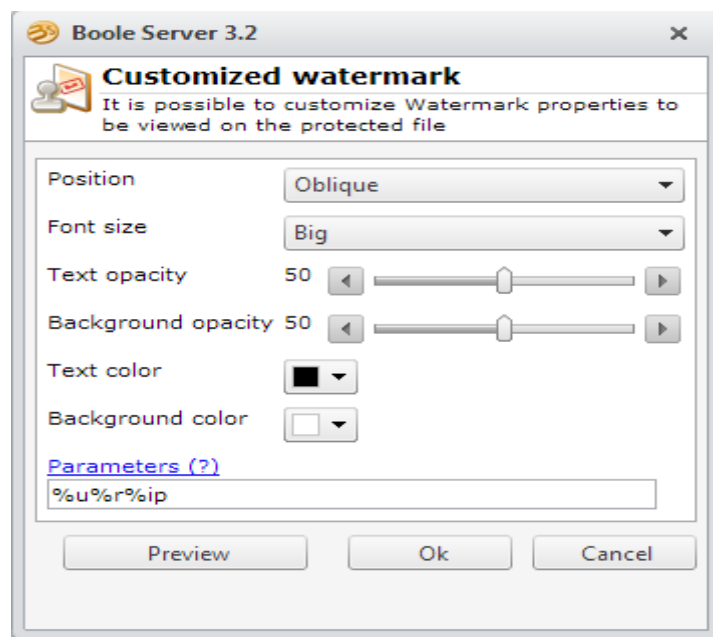 Boole Server 3.2
Customized watermark
It is possible to customize Watermark properties to
be viewed on the protected file
Position
Oblique
Font size
Big
Text opacity 50
Background opacity 50
Text color
Background color
Parameters (?)
%u%r%ip
Preview Ok Cancel